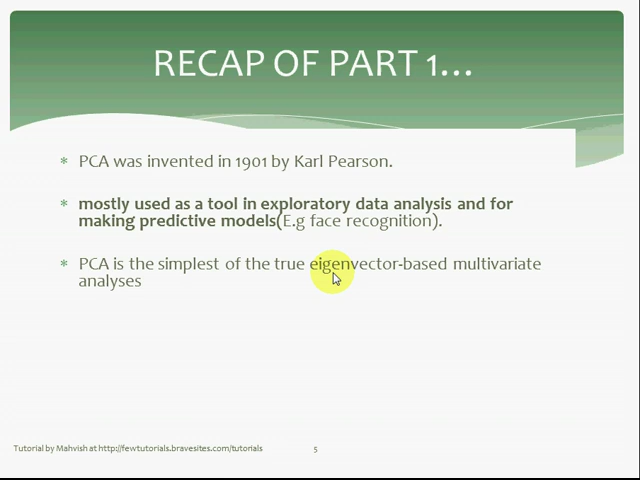 RECAP OF PART 1…
* PCA was invented in 1901 by Karl Pearson.
* mostly used as a tool in exploratory data analysis and for
making predictive models(E.g face recognition).
* PCA is the simplest of the true eigenvector-based multivariate
analyses
Tutorial by Mahvish at http://fewtutorials.bravesites.com/tutorials 5